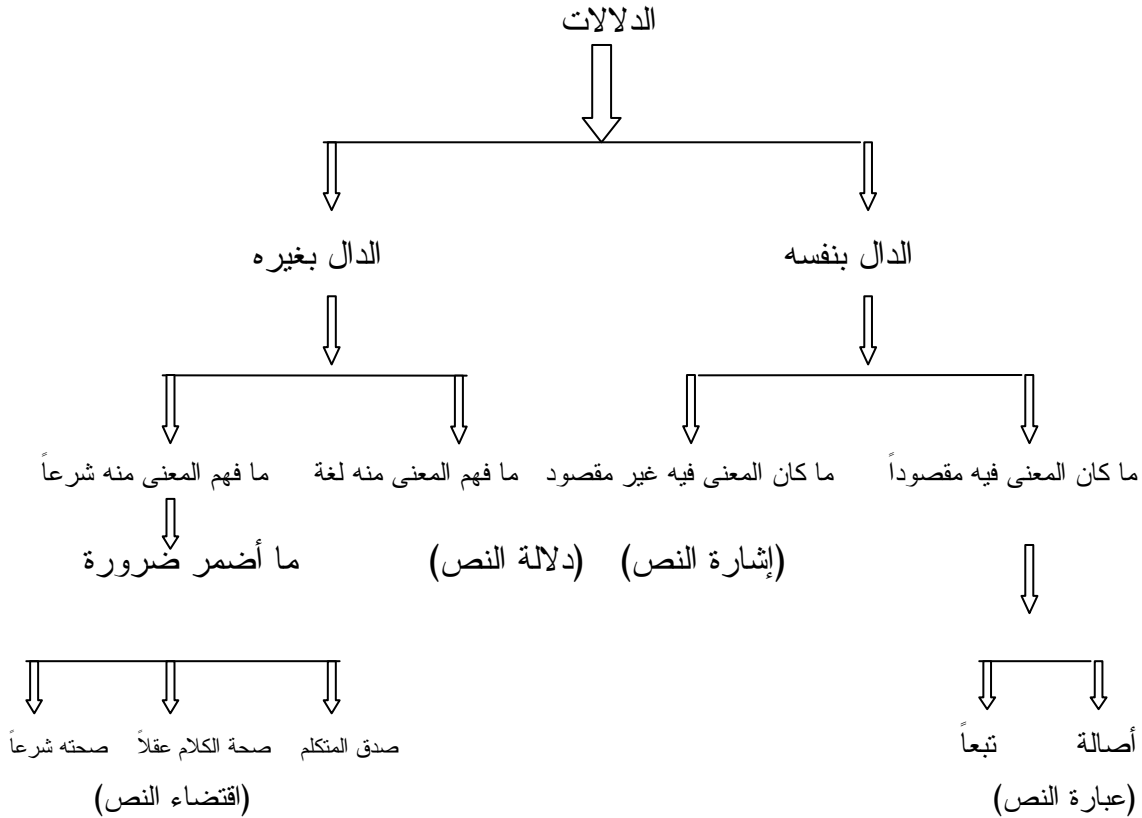 الدلالات
الدال بنفسه
الدال بغيره
ما كان المعنى فيه مقصوداً
ما كان المعنى فيه غير مقصود
ما فهم المعنى منه لغة
ما فهم المعنى منه شرعاً
(إشارة النص)
(دلالة النص)
ما أضمر ضرورة
أصالة
تبعاً
صدق المتكلم
صحة الكلام عقلاً
صحته شرعاً
(عبارة النص)
(اقتضاء النص)